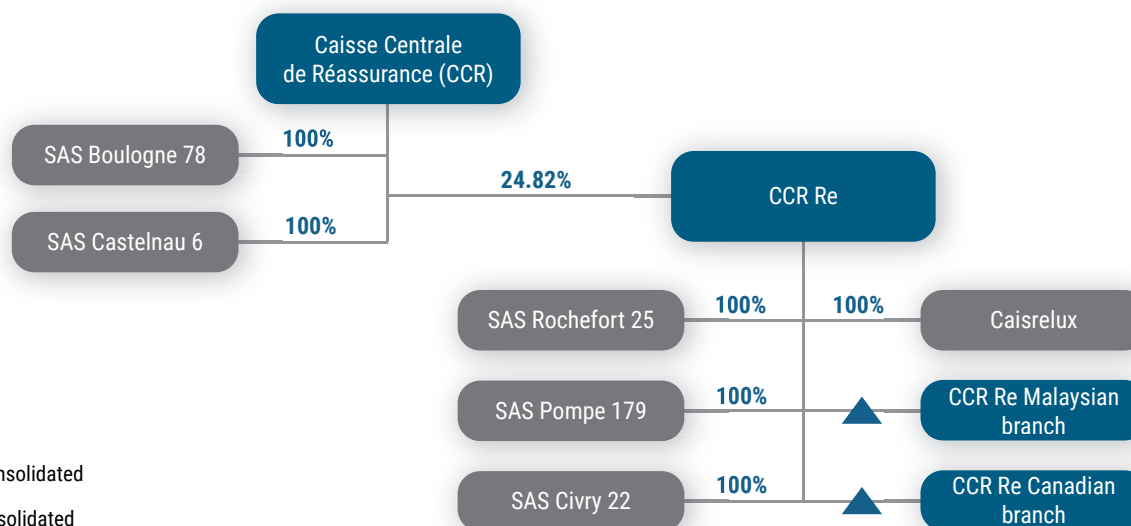 Caisse Centrale
de Réassurance (CCR)
100%
SAS Boulogne 78
24.82%
CCR Re
100%
SAS Castelnau 6
100%
100%
SAS Rochefort 25
Caisrelux
100%
SAS Pompe 179
CCR Re Malaysian
branch
100%
SAS Civry 22
CCR Re Canadian
branch